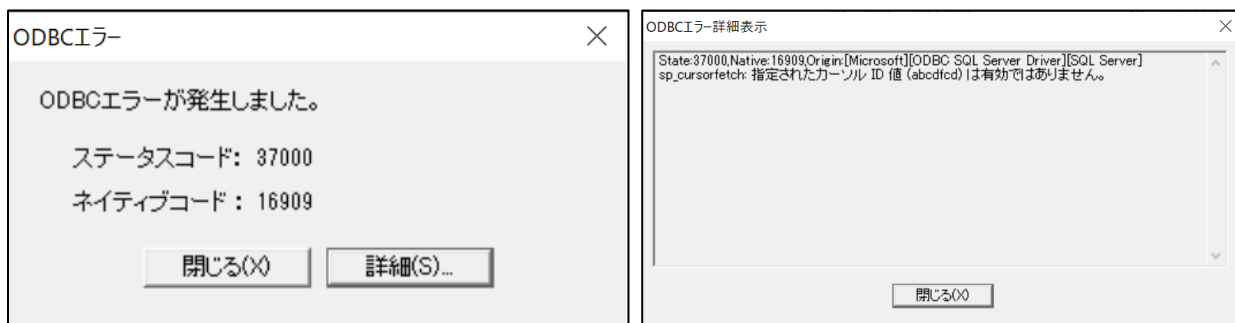 ODBCエラー
ODBCエラーが発生しました。
ステータスコード: 37000
ネイティブコード : 16909
閉じる(X)
詳細(S)...
ODBCエラー詳細表示
State:37000,Native:16909,Origin:[Microsoft][ODBC SQL Server Driver][SQL Server]
sp_cursorfetch: 指定されたカーソル ID 値 (abcdfcd) は有効ではありません。
閉じる(X)